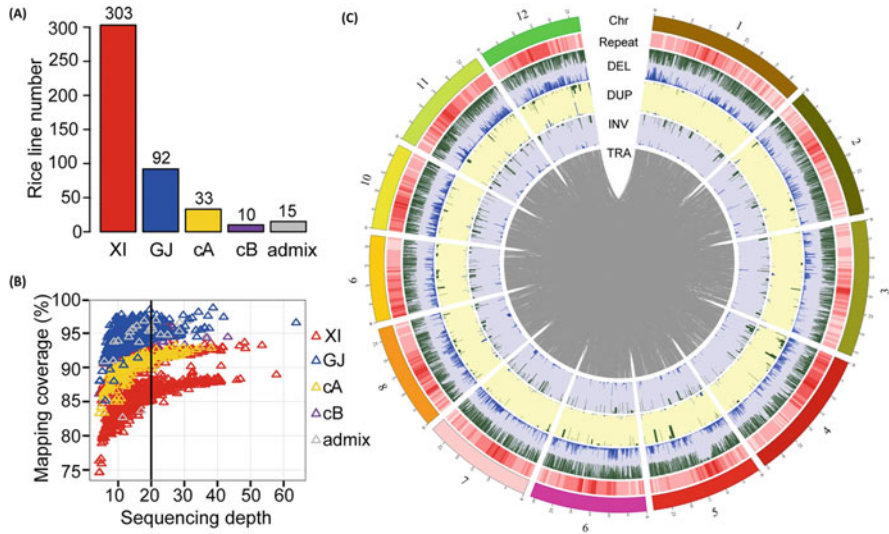 (A)
Rice line number
300
250
200
150
100
50
0
303
92
33
10
15
XI
GJ
cA
cB
admix
(B)
Mapping coverage (%)
100
95
90
85
80
75
10
20
30
40
50
60
Sequencing depth
XI
GJ
cA
cB
admix
(C)
Chr
Repeat
DEL
DUP
INV
TRA
1
2
3
4
5
6
7
8
9
10
11
12